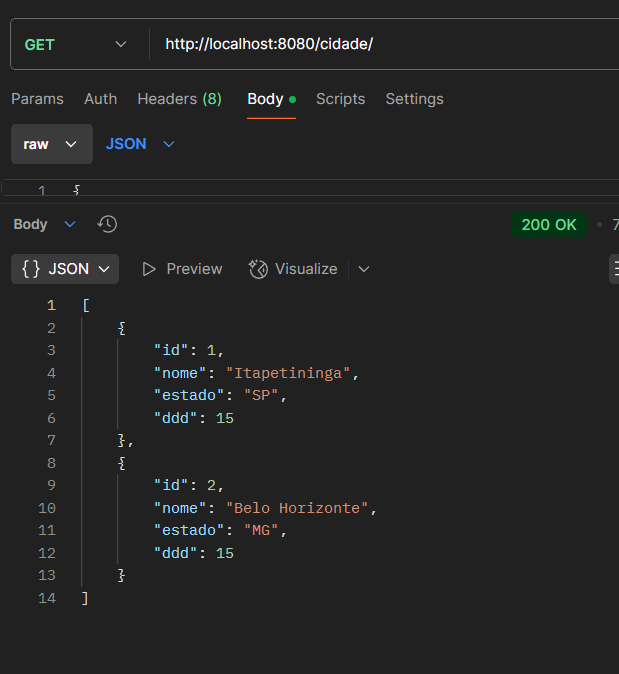 GET http://localhost:8080/cidade/
Params Auth Headers (8) Body Scripts Settings
raw JSON
1 {
Body 200 OK 7
{} JSON Preview Visualize
1 [
2 {
3 "id": 1,
4 "nome": "Itapetininga",
5 "estado": "SP",
6 "ddd": 15
7 },
8 {
9 "id": 2,
10 "nome": "Belo Horizonte",
11 "estado": "MG",
12 "ddd": 15
13 }
14 ]